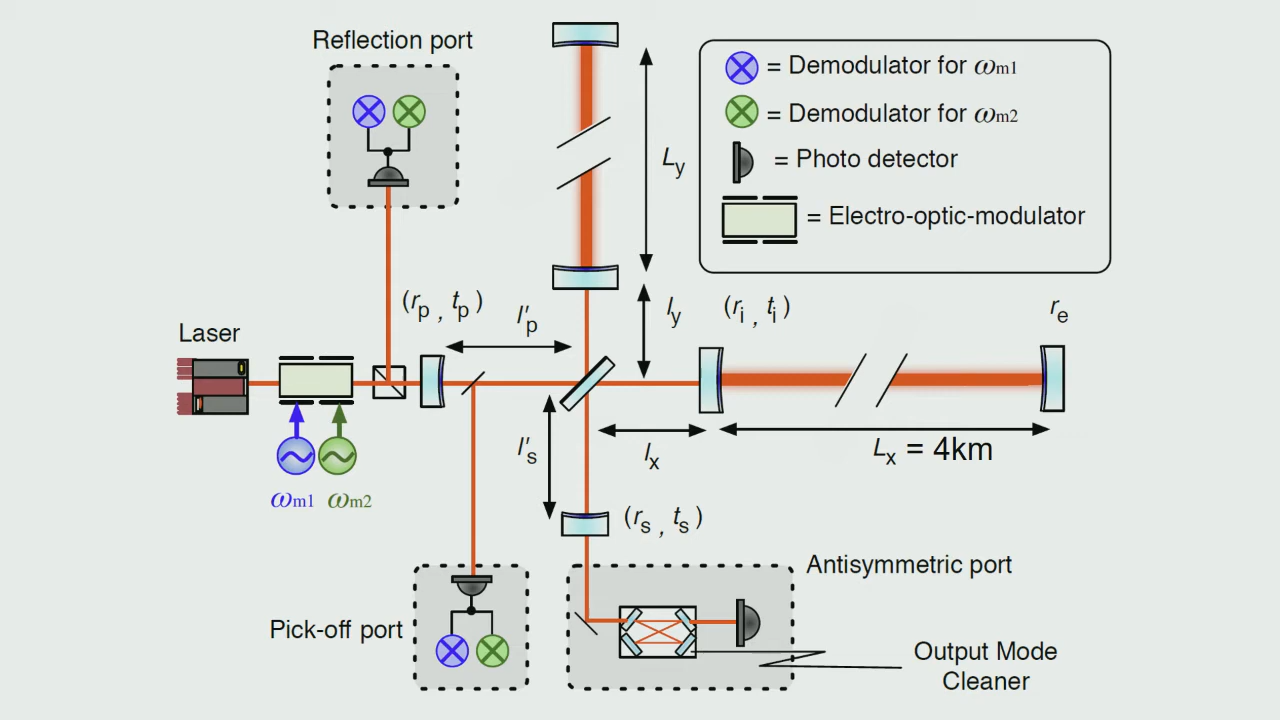 Reflection port
= Demodulator for ωm1
= Demodulator for ωm2
= Photo detector
= Electro-optic-modulator
Ly
(rp , tp )
l'p
ly
(ri , ti )
re
Laser
l's
lx
Lx = 4km
ωm1 ωm2
(rs , ts )
Antisymmetric port
Pick-off port
Output Mode
Cleaner